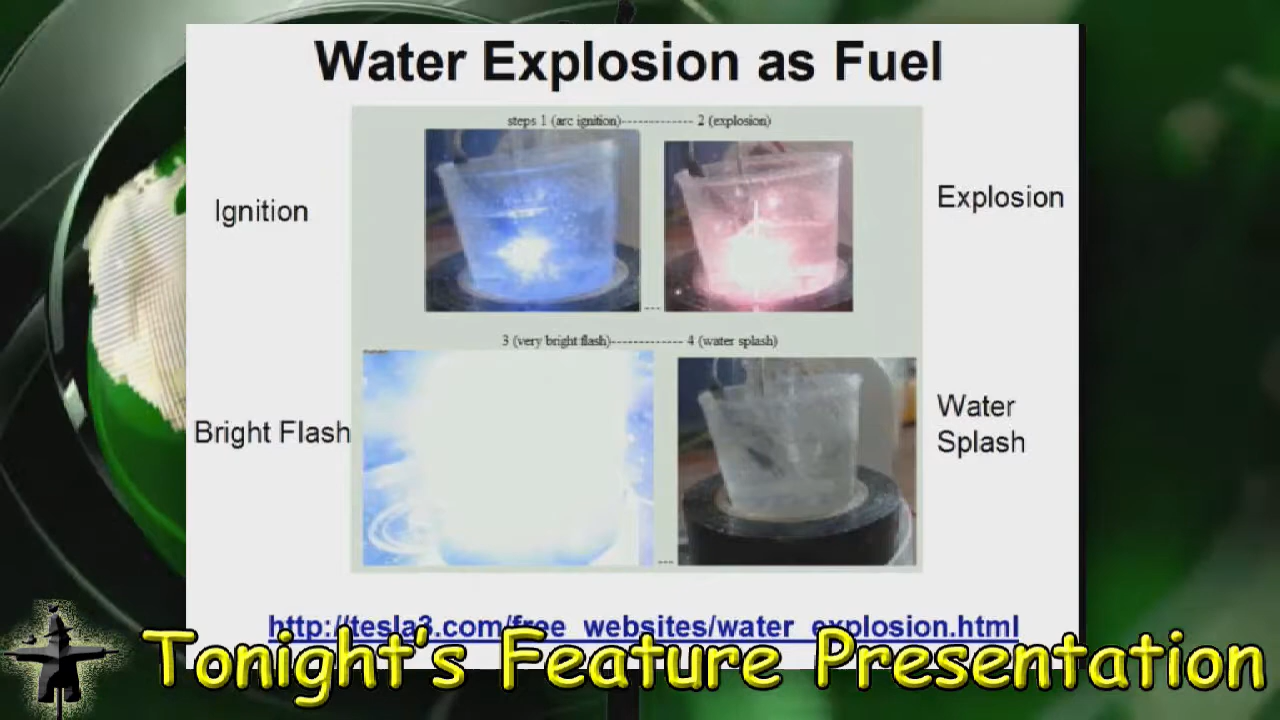 Water Explosion as Fuel
steps 1 (arc ignition)------------- 2 (explosion)
Ignition
Explosion
3 (very bright flash)------------- 4 (water splash)
Bright Flash
Water
Splash
http://tesla3.com/free_websites/water_explosion.html
Tonight's Feature Presentation